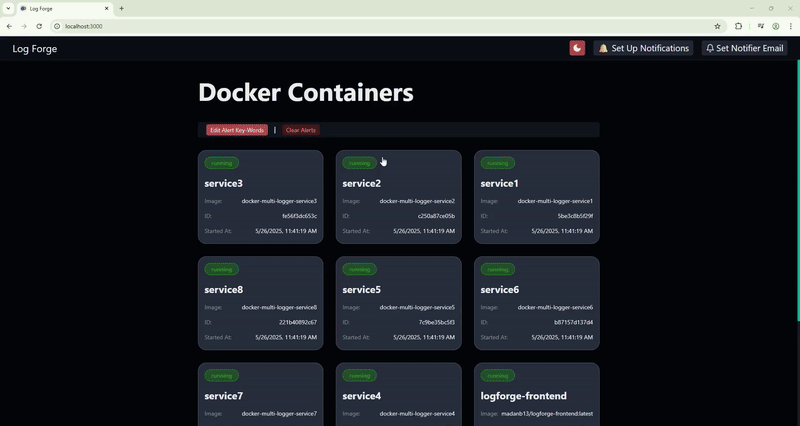 Log Forge
localhost:3000
Log Forge
Set Up Notifications
Set Notifier Email
Docker Containers
Edit Alert Key-Words | Clear Alerts
running
service3
Image: docker-multi-logger-service3
ID: fe56f3dc653c
Started At: 5/26/2025, 11:41:19 AM
running
service2
Image: docker-multi-logger-service2
ID: c250a87ce05b
Started At: 5/26/2025, 11:41:19 AM
running
service1
Image: docker-multi-logger-service1
ID: 5be3c8b5f29f
Started At: 5/26/2025, 11:41:19 AM
running
service8
Image: docker-multi-logger-service8
ID: 221b40892c67
Started At: 5/26/2025, 11:41:19 AM
running
service5
Image: docker-multi-logger-service5
ID: 7c9be35bc5f3
Started At: 5/26/2025, 11:41:19 AM
running
service6
Image: docker-multi-logger-service6
ID: b87157d137d4
Started At: 5/26/2025, 11:41:19 AM
running
service7
Image: docker-multi-logger-service7
running
service4
Image: docker-multi-logger-service4
running
logforge-frontend
Image: madanb13/logforge-frontend:latest